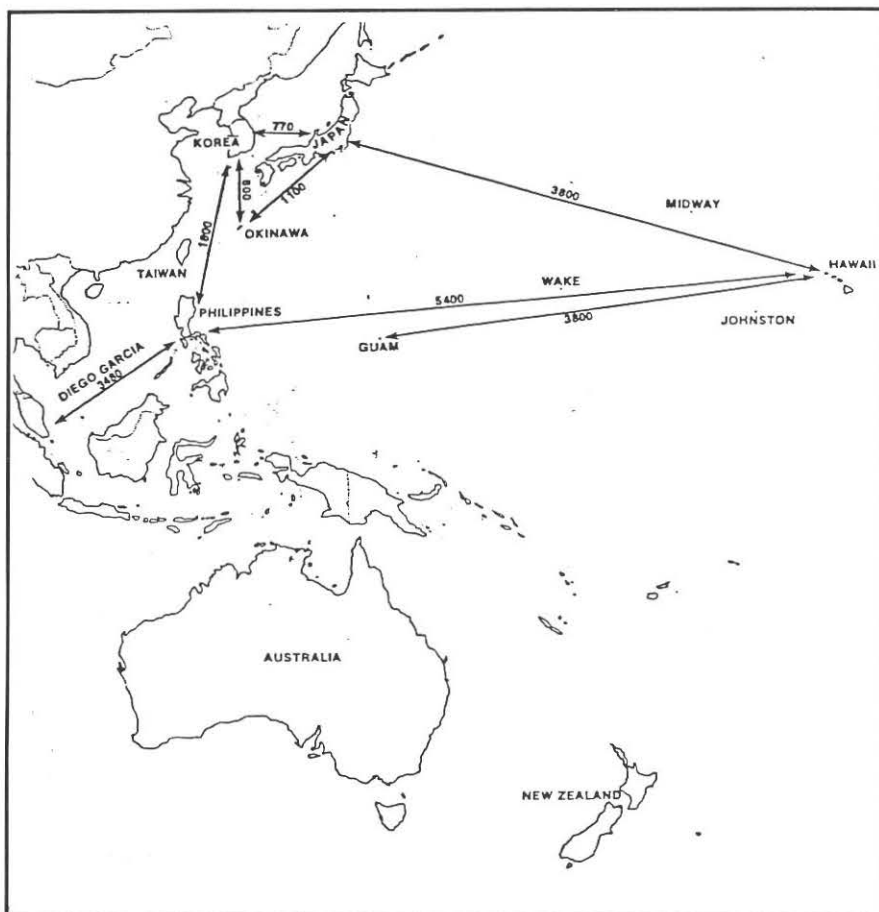 770
KOREA
JAPAN
800
1100
3800
MIDWAY
OKINAWA
1800
TAIWAN
HAWAII
WAKE
5400
PHILIPPINES
3800
JOHNSTON
GUAM
DIEGO GARCIA
3480
AUSTRALIA
NEW ZEALAND